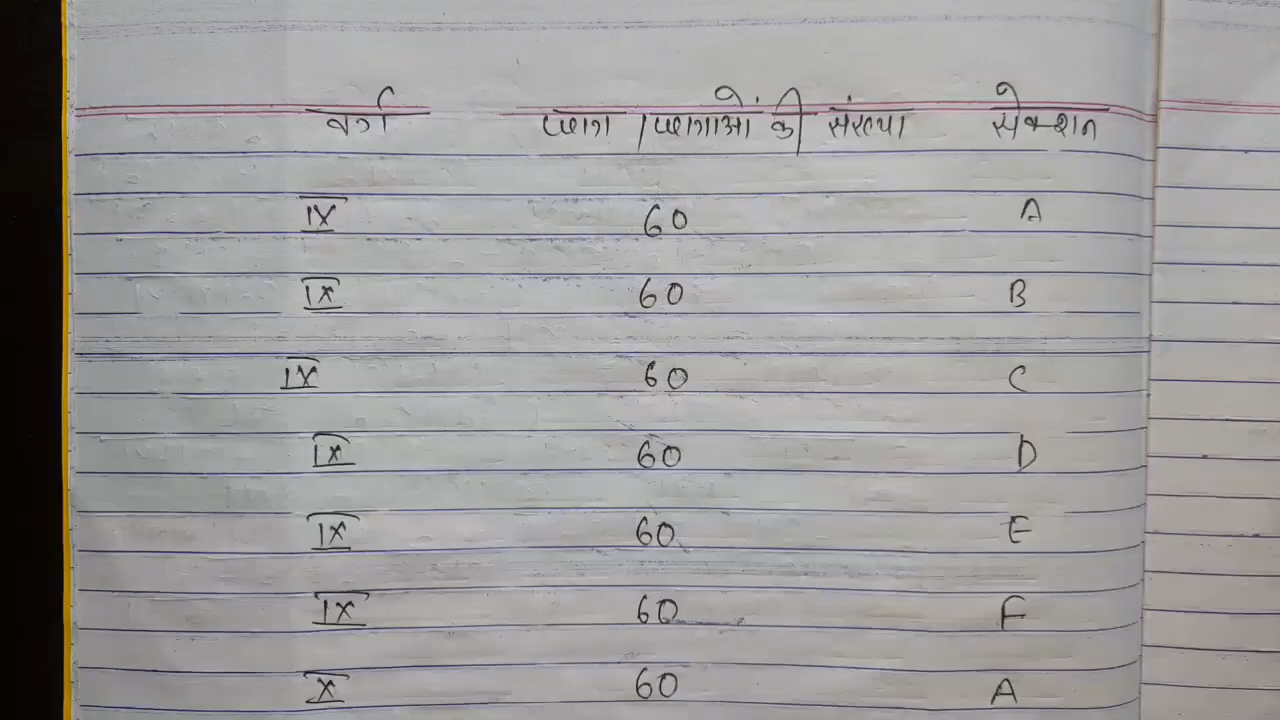 वर्ग छात्र/छात्राओं की संख्या सेक्शन
IX 60 A
IX 60 B
IX 60 C
IX 60 D
IX 60 E
IX 60 F
X 60 A